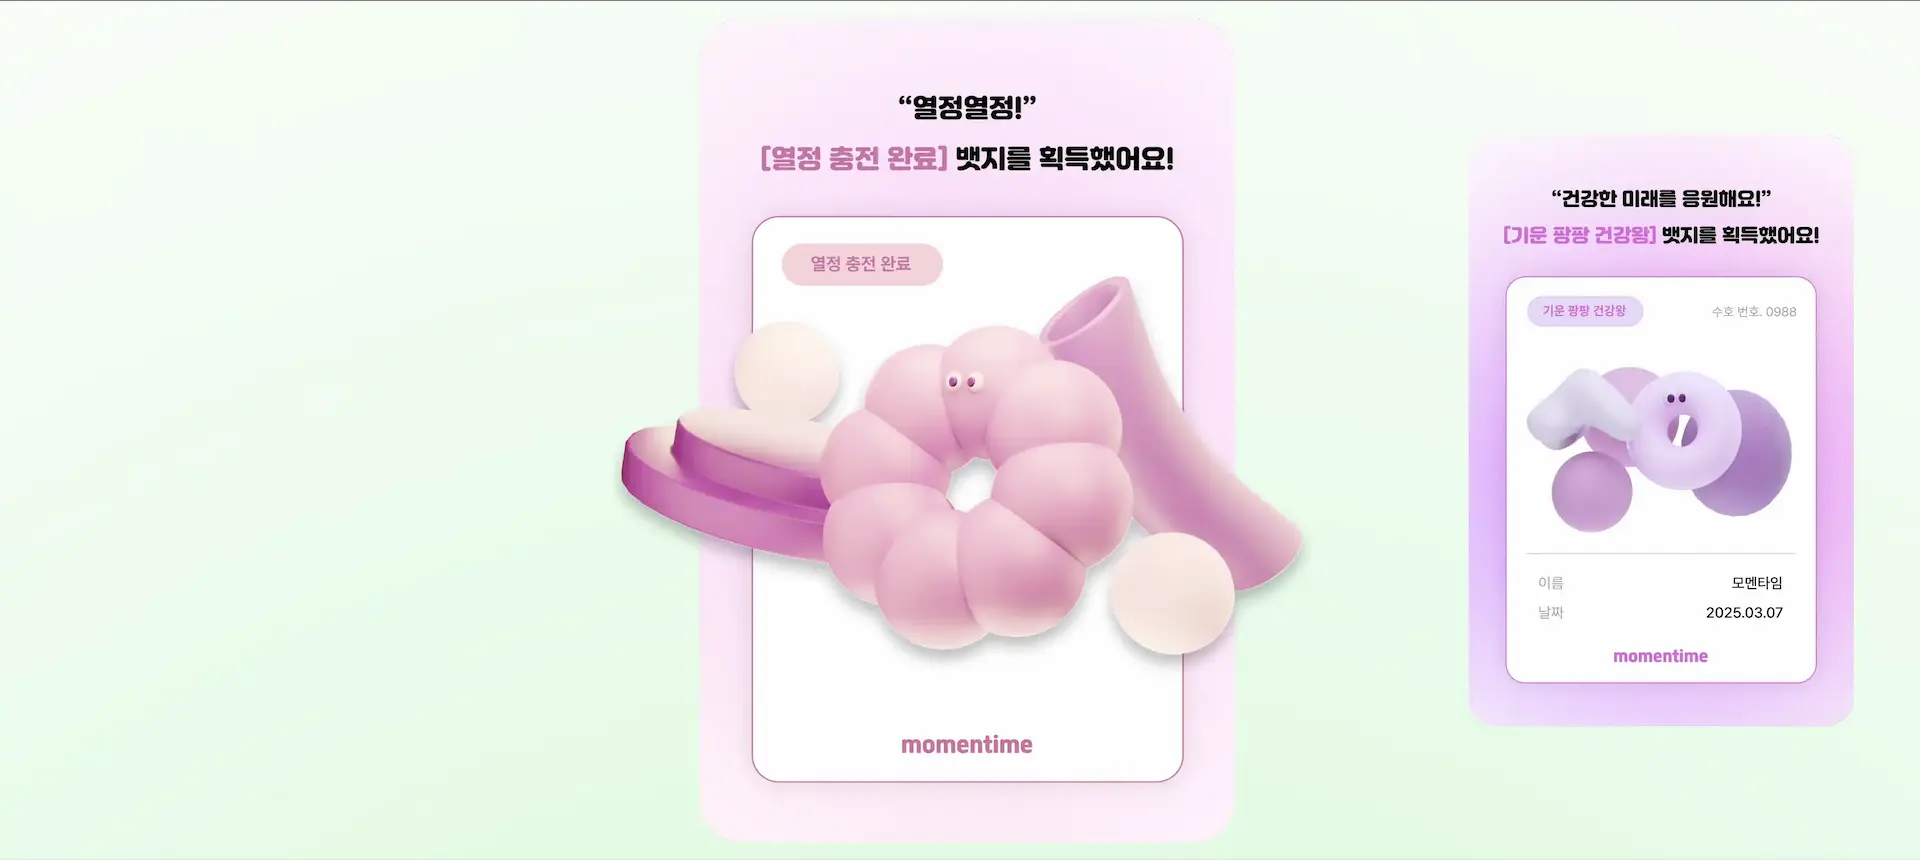 “열정열정!”
[열정 충전 완료] 뱃지를 획득했어요!
열정 충전 완료
momentime
“건강한 미래를 응원해요!”
[기운 팡팡 건강왕] 뱃지를 획득했어요!
기운 팡팡 건강왕
수호 번호. 0988
이름 모멘타임
날짜 2025.03.07
momentime